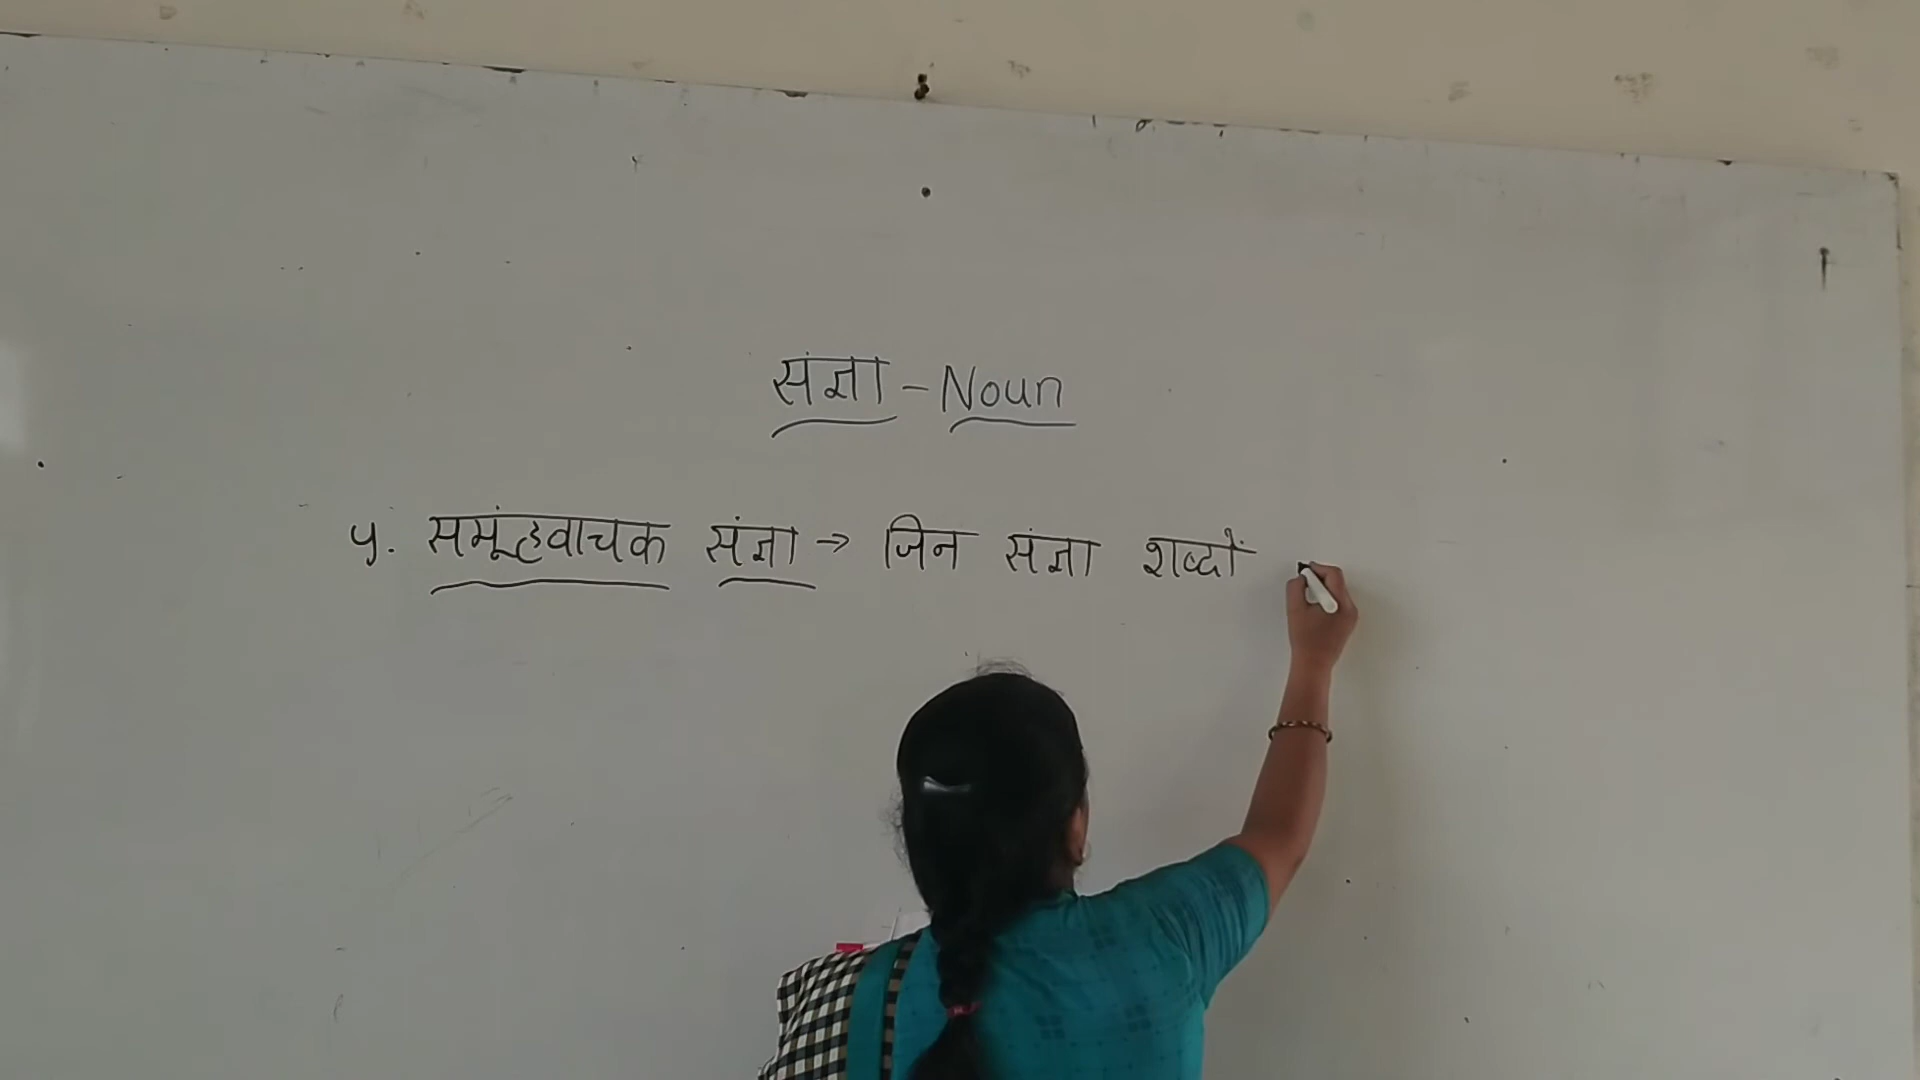 संज्ञा - Noun
५. समूंहवाचक संज्ञा → जिन संज्ञा शब्दों